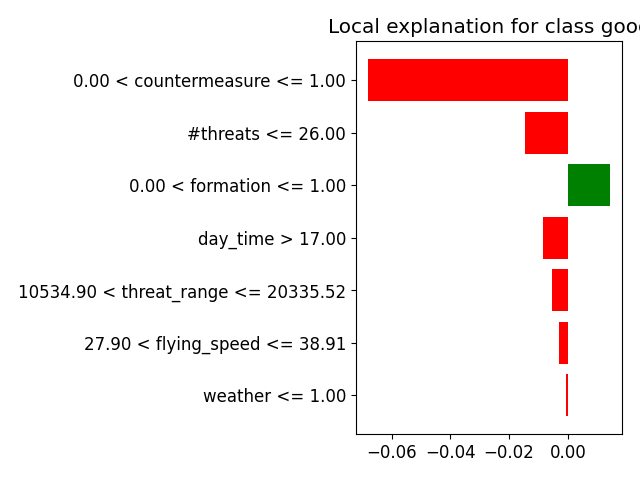 Local explanation for class good
0.00 < countermeasure <= 1.00
#threats <= 26.00
0.00 < formation <= 1.00
day_time > 17.00
10534.90 < threat_range <= 20335.52
27.90 < flying_speed <= 38.91
weather <= 1.00
−0.06 −0.04 −0.02 0.00